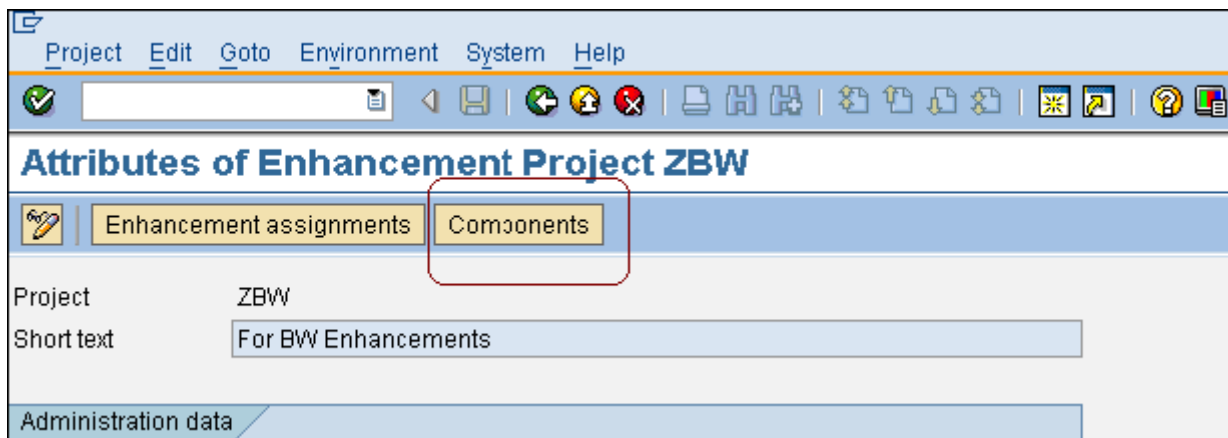 Project Edit Goto Environment System Help
Attributes of Enhancement Project ZBW
Enhancement assignments Components
Project ZBW
Short text For BW Enhancements
Administration data